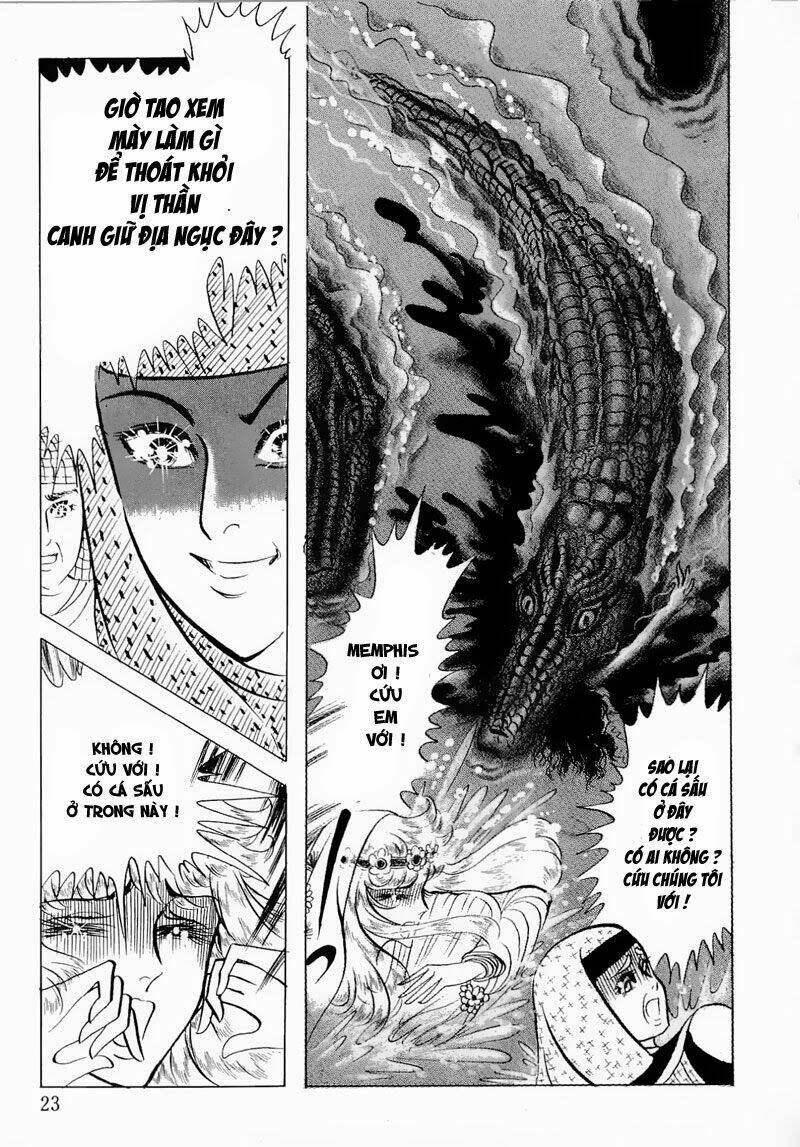 GIỜ TAO XEM
MÀY LÀM GÌ
ĐỂ THOÁT KHỎI
VỊ THẦN
CANH GIỮ ĐỊA NGỤC ĐÂY ?
MEMPHIS
ƠI !
CỨU
EM
VỚI !
SAO LẠI
CÓ CÁ SẤU
Ở ĐÂY
ĐƯỢC ?
CÓ AI KHÔNG ?
CỨU CHÚNG TÔI
VỚI !
KHÔNG !
CỨU VỚI !
CÓ CÁ SẤU
Ở TRONG NÀY !
23